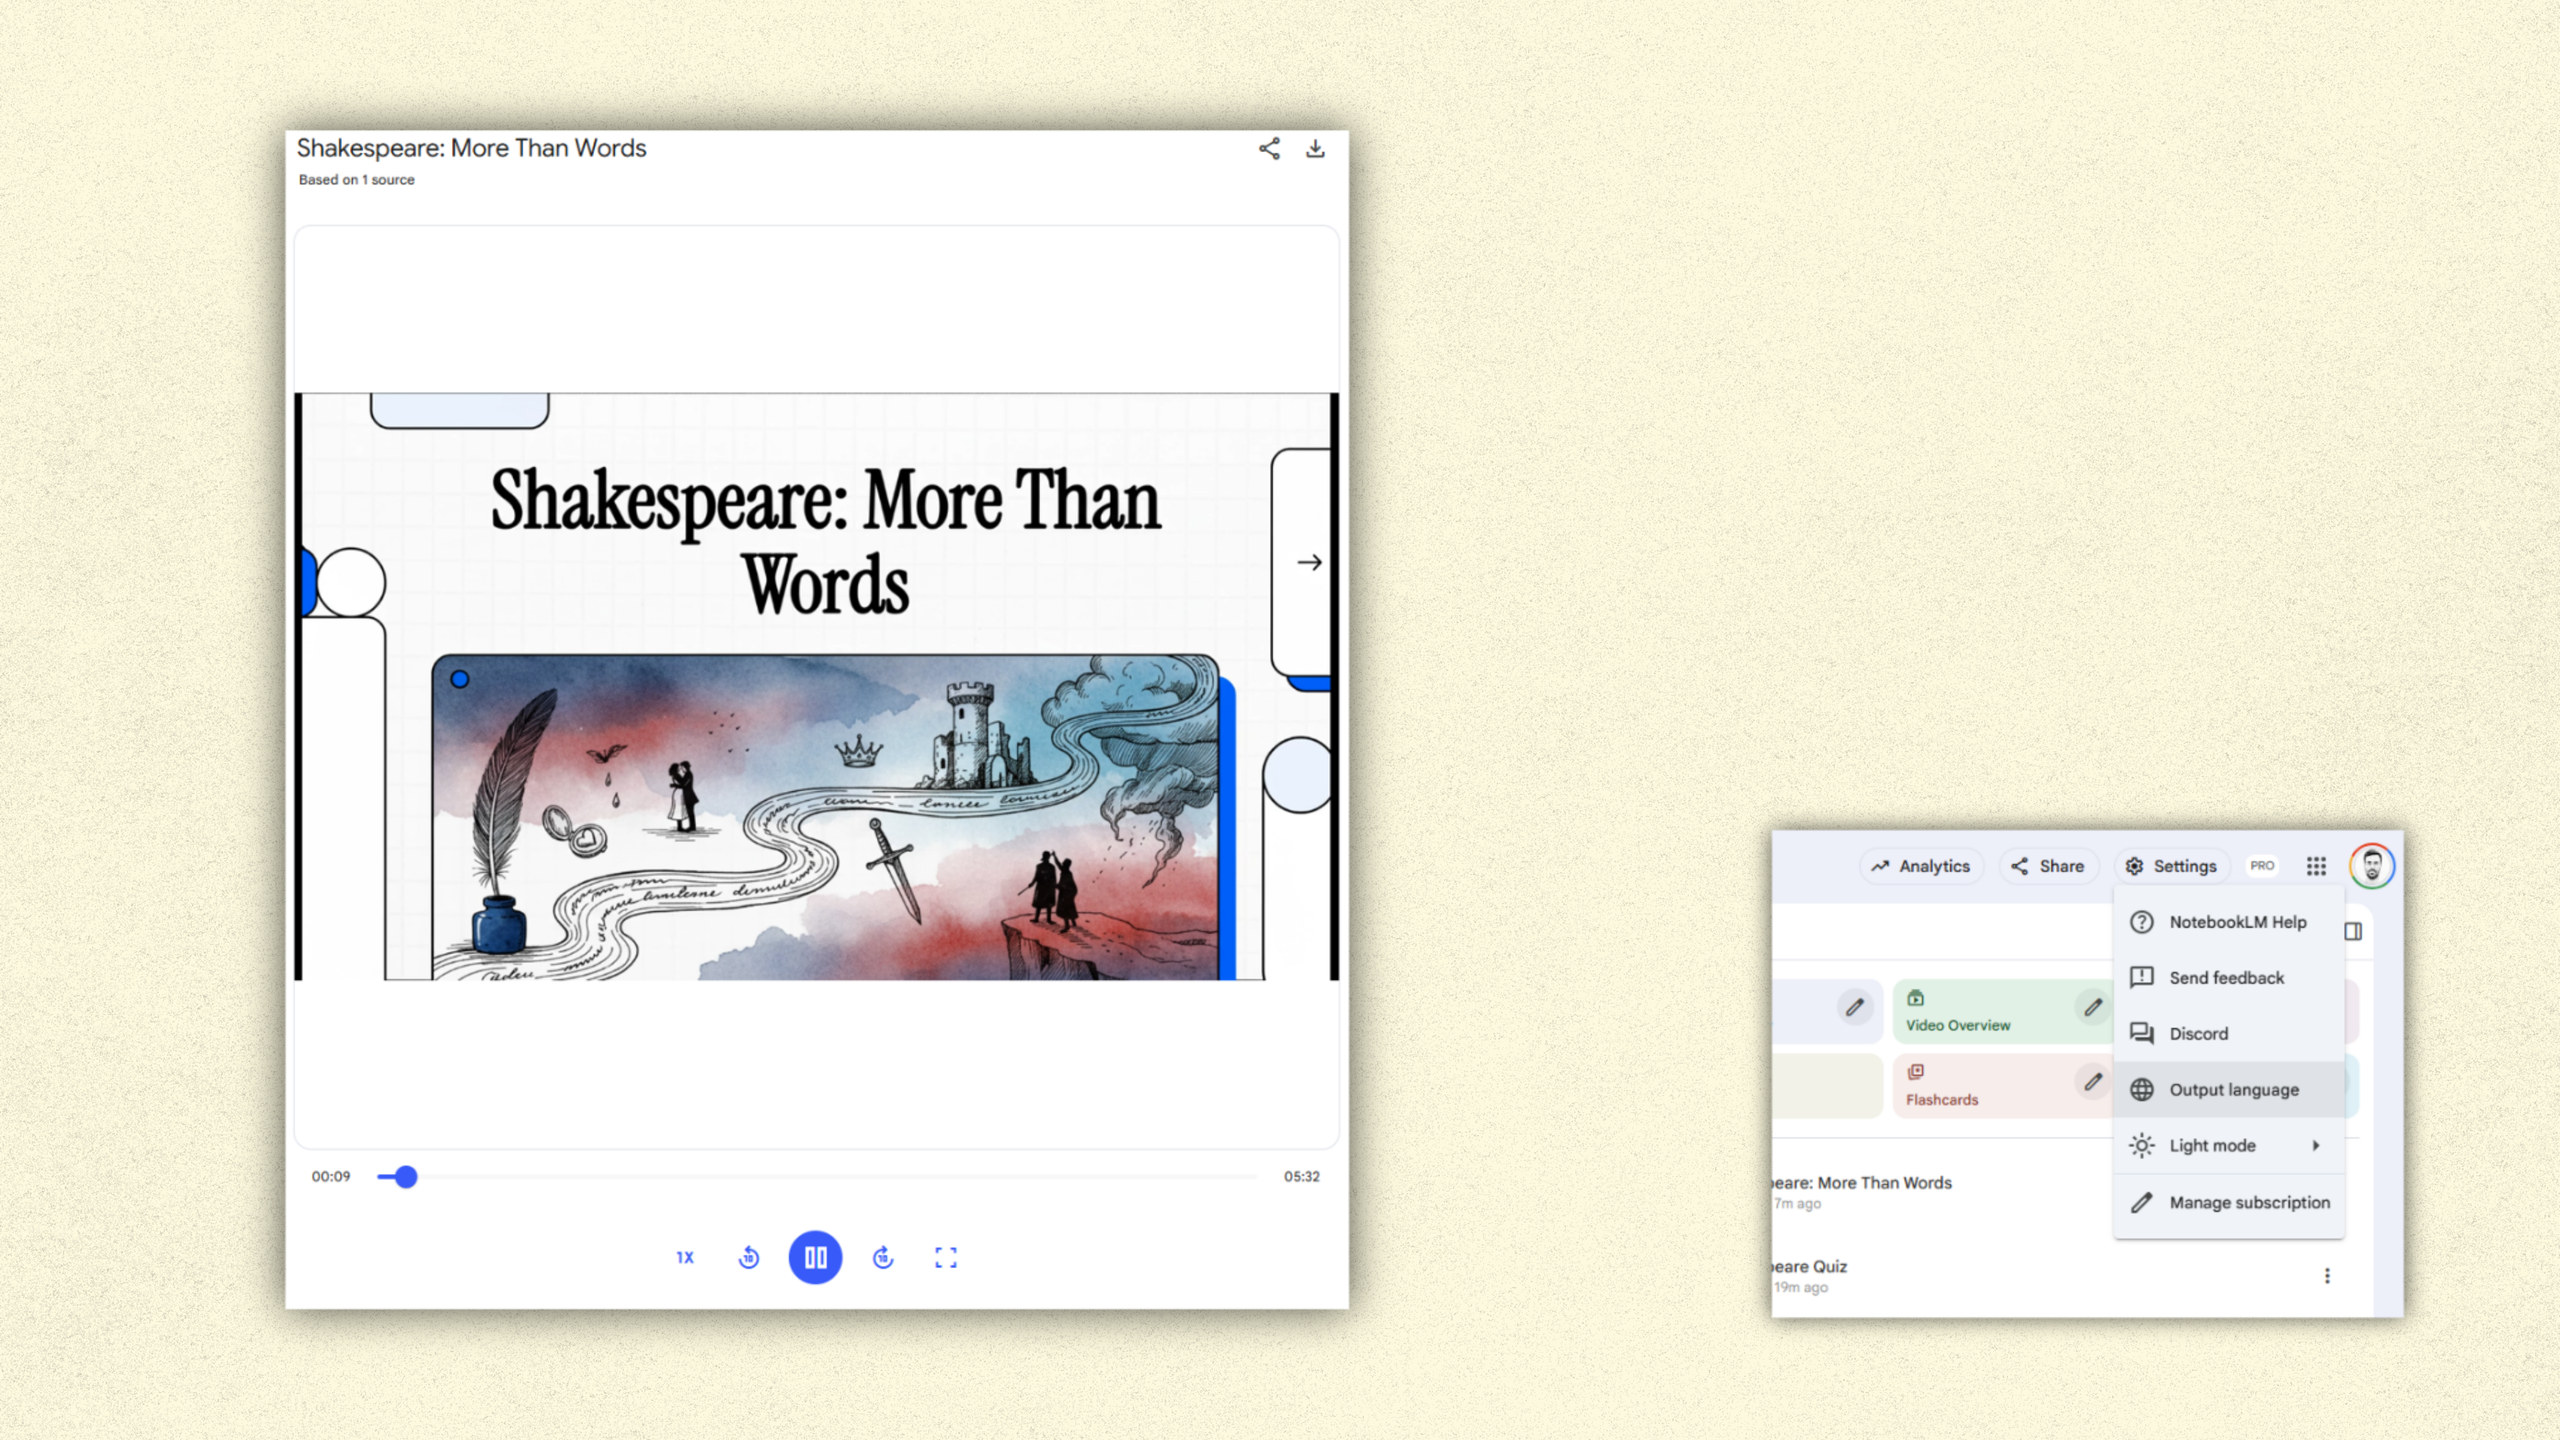 Shakespeare: More Than Words
Based on 1 source
Shakespeare: More Than
Words
00:09
05:32
1X
10
10
Analytics
Share
Settings
PRO
NotebookLM Help
Send feedback
Video Overview
Discord
Output language
Flashcards
Light mode
eare: More Than Words
7m ago
Manage subscription
eare Quiz
19m ago